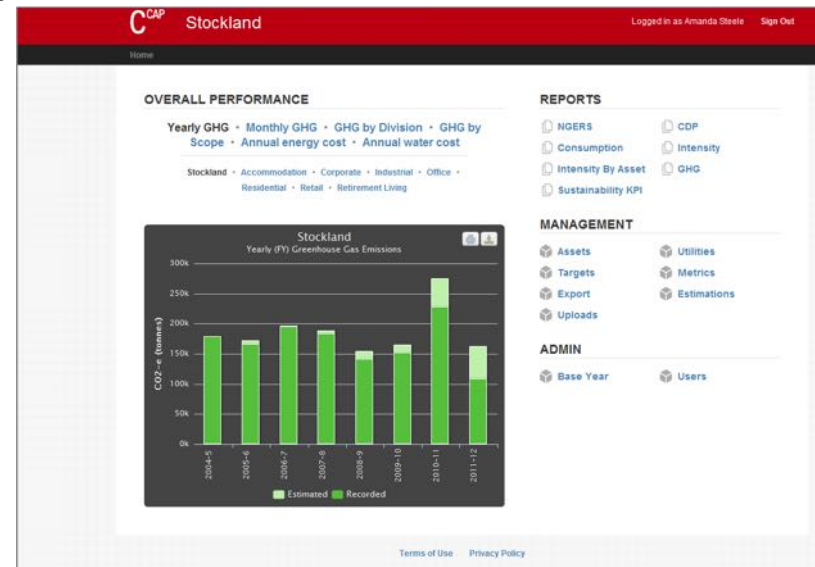 CCAP Stockland
Logged in as Amanda Steele Sign Out
Home
OVERALL PERFORMANCE
Yearly GHG • Monthly GHG • GHG by Division • GHG by
Scope • Annual energy cost • Annual water cost
Stockland • Accommodation • Corporate • Industrial • Office •
Residential • Retail • Retirement Living
Stockland
Yearly (FY) Greenhouse Gas Emissions
CO2-e (tonnes)
300k
250k
200k
150k
100k
50k
0k
2004-5
2005-6
2006-7
2007-8
2008-9
2009-10
2010-11
2011-12
Estimated Recorded
REPORTS
NGERS CDP
Consumption Intensity
Intensity By Asset GHG
Sustainability KPI
MANAGEMENT
Assets Utilities
Targets Metrics
Export Estimations
Uploads
ADMIN
Base Year Users
Terms of Use Privacy Policy